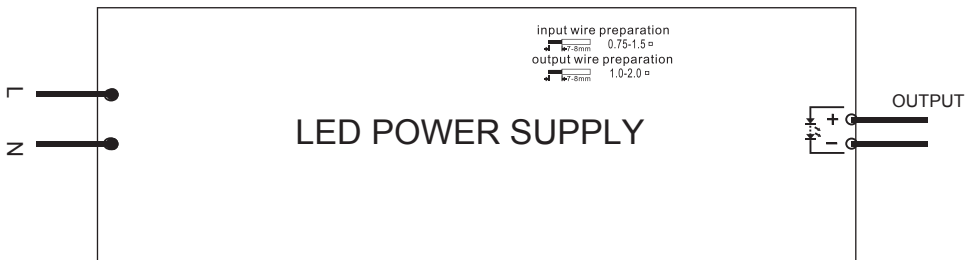 input wire preparation
7-8mm 0.75-1.5 ▫
output wire preparation
7-8mm 1.0-2.0 ▫
L
OUTPUT
+
LED POWER SUPPLY
N
−